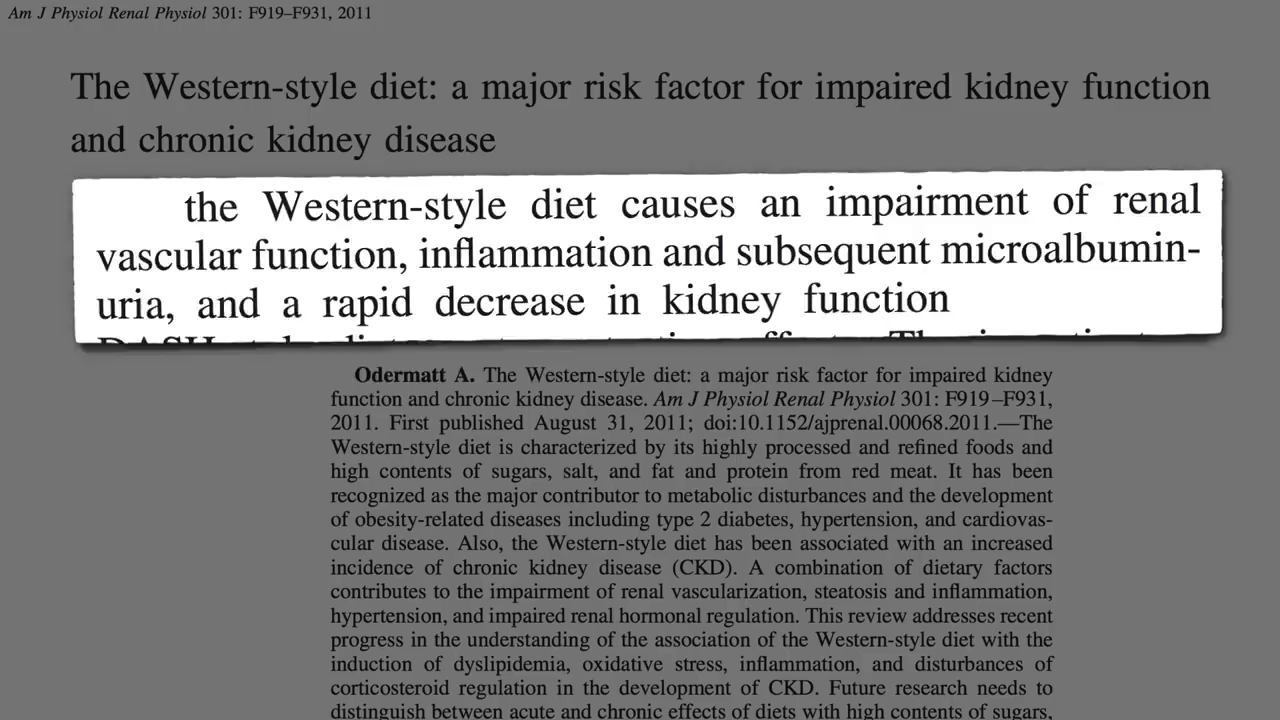 Am J Physiol Renal Physiol 301: F919–F931, 2011
The Western-style diet: a major risk factor for impaired kidney function
and chronic kidney disease
the Western-style diet causes an impairment of renal
vascular function, inflammation and subsequent microalbumin-
uria, and a rapid decrease in kidney function
Odermatt A. The Western-style diet: a major risk factor for impaired kidney
function and chronic kidney disease. Am J Physiol Renal Physiol 301: F919–F931,
2011. First published August 31, 2011; doi:10.1152/ajprenal.00068.2011.—The
Western-style diet is characterized by its highly processed and refined foods and
high contents of sugars, salt, and fat and protein from red meat. It has been
recognized as the major contributor to metabolic disturbances and the development
of obesity-related diseases including type 2 diabetes, hypertension, and cardiovas-
cular disease. Also, the Western-style diet has been associated with an increased
incidence of chronic kidney disease (CKD). A combination of dietary factors
contributes to the impairment of renal vascularization, steatosis and inflammation,
hypertension, and impaired renal hormonal regulation. This review addresses recent
progress in the understanding of the association of the Western-style diet with the
induction of dyslipidemia, oxidative stress, inflammation, and disturbances of
corticosteroid regulation in the development of CKD. Future research needs to
distinguish between acute and chronic effects of diets with high contents of sugars,